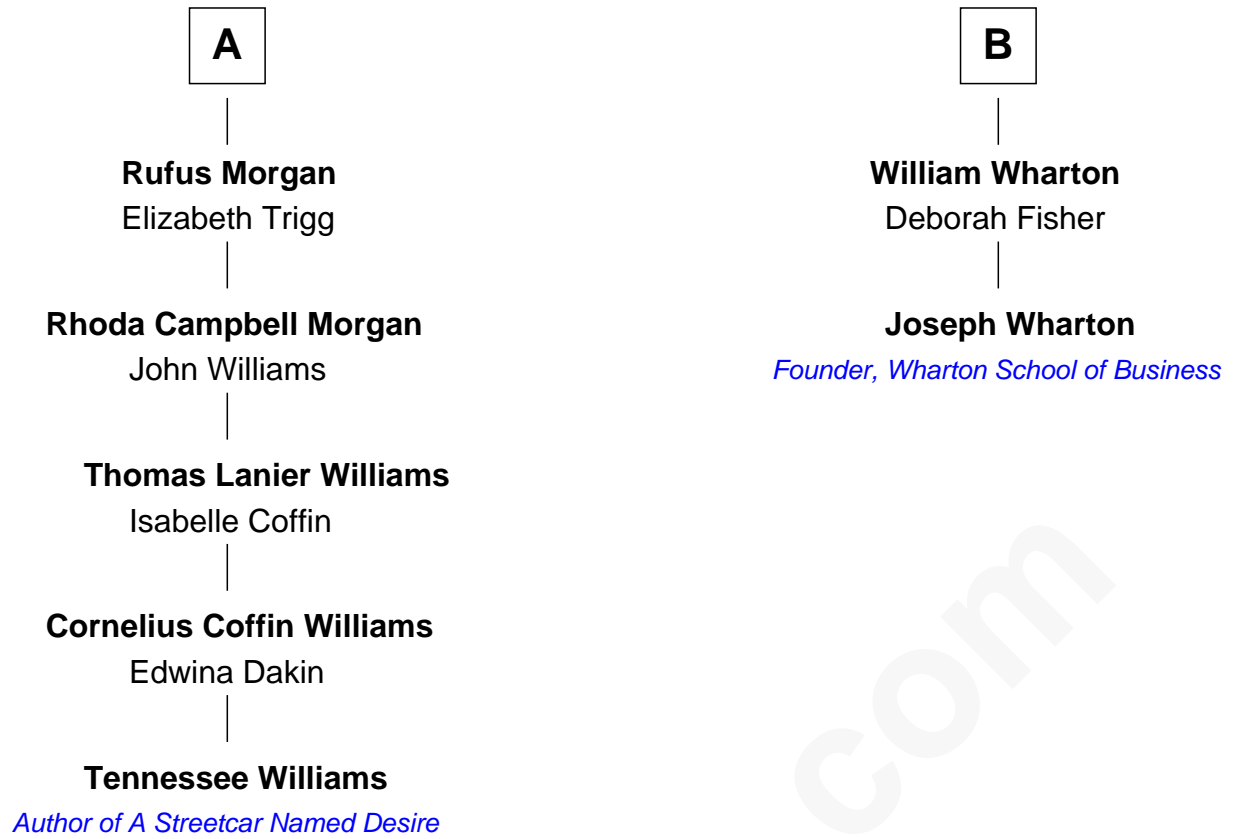 A
Rufus Morgan
Elizabeth Trigg
Rhoda Campbell Morgan
John Williams
Thomas Lanier Williams
Isabelle Coffin
Cornelius Coffin Williams
Edwina Dakin
Tennessee Williams
Author of A Streetcar Named Desire
B
William Wharton
Deborah Fisher
Joseph Wharton
Founder, Wharton School of Business
com